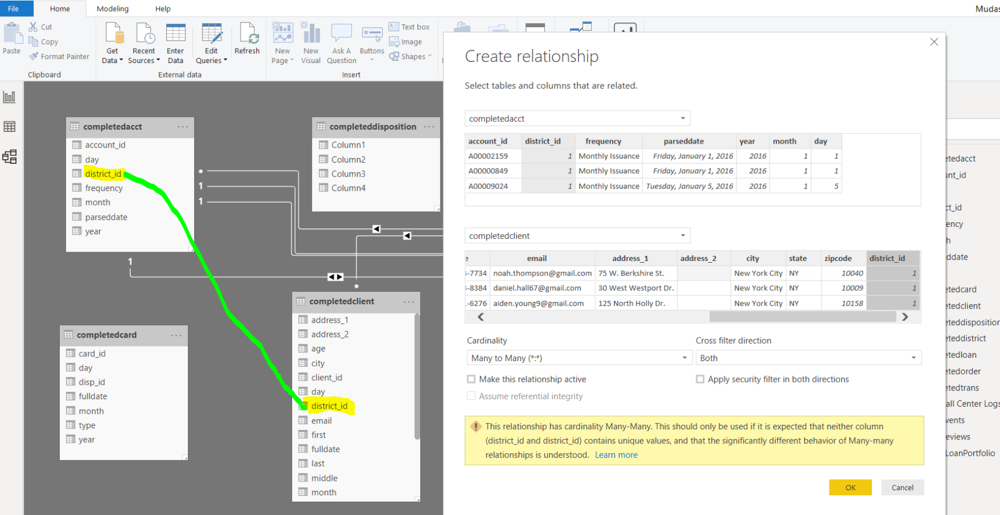 File Home Modeling Help Mudas
Paste
Cut
Copy
Format Painter
Clipboard
Get Data
Recent Sources
Enter Data
Edit Queries
Refresh
External data
New Page
New Visual
Ask A Question
Buttons
Text box
Image
Shapes
Insert
completedacct ...
account_id
day
district_id
frequency
month
parseddate
year
*
1
1
1
completeddisposition ...
Column1
Column2
Column3
Column4
*
completedcard ...
card_id
day
disp_id
fulldate
month
type
year
completedclient ...
address_1
address_2
age
city
client_id
day
district_id
email
first
fulldate
last
middle
month
Create relationship
Select tables and columns that are related.
completedacct
account_id district_id frequency parseddate year month day
A00002159 1 Monthly Issuance Friday, January 1, 2016 2016 1 1
A00000849 1 Monthly Issuance Friday, January 1, 2016 2016 1 1
A00009024 1 Monthly Issuance Tuesday, January 5, 2016 2016 1 5
completedclient
e email address_1 address_2 city state zipcode district_id
-7734 noah.thompson@gmail.com 75 W. Berkshire St. New York City NY 10040 1
-8384 daniel.hall67@gmail.com 30 West Westport Dr. New York City NY 10009 1
-6276 aiden.young9@gmail.com 125 North Holly Dr. New York City NY 10158 1
Cardinality
Many to Many (*:*)
Cross filter direction
Both
Make this relationship active
Apply security filter in both directions
Assume referential integrity
This relationship has cardinality Many-Many. This should only be used if it is expected that neither column
(district_id and district_id) contains unique values, and that the significantly different behavior of Many-many
relationships is understood. Learn more
OK Cancel
etedacct
unt_id
ct_id
ency
h
ddate
etedcard
etedclient
eteddisposition
eteddistrict
etedloan
etedorder
etedtrans
all Center Logs
vents
eviews
LoanPortfolio